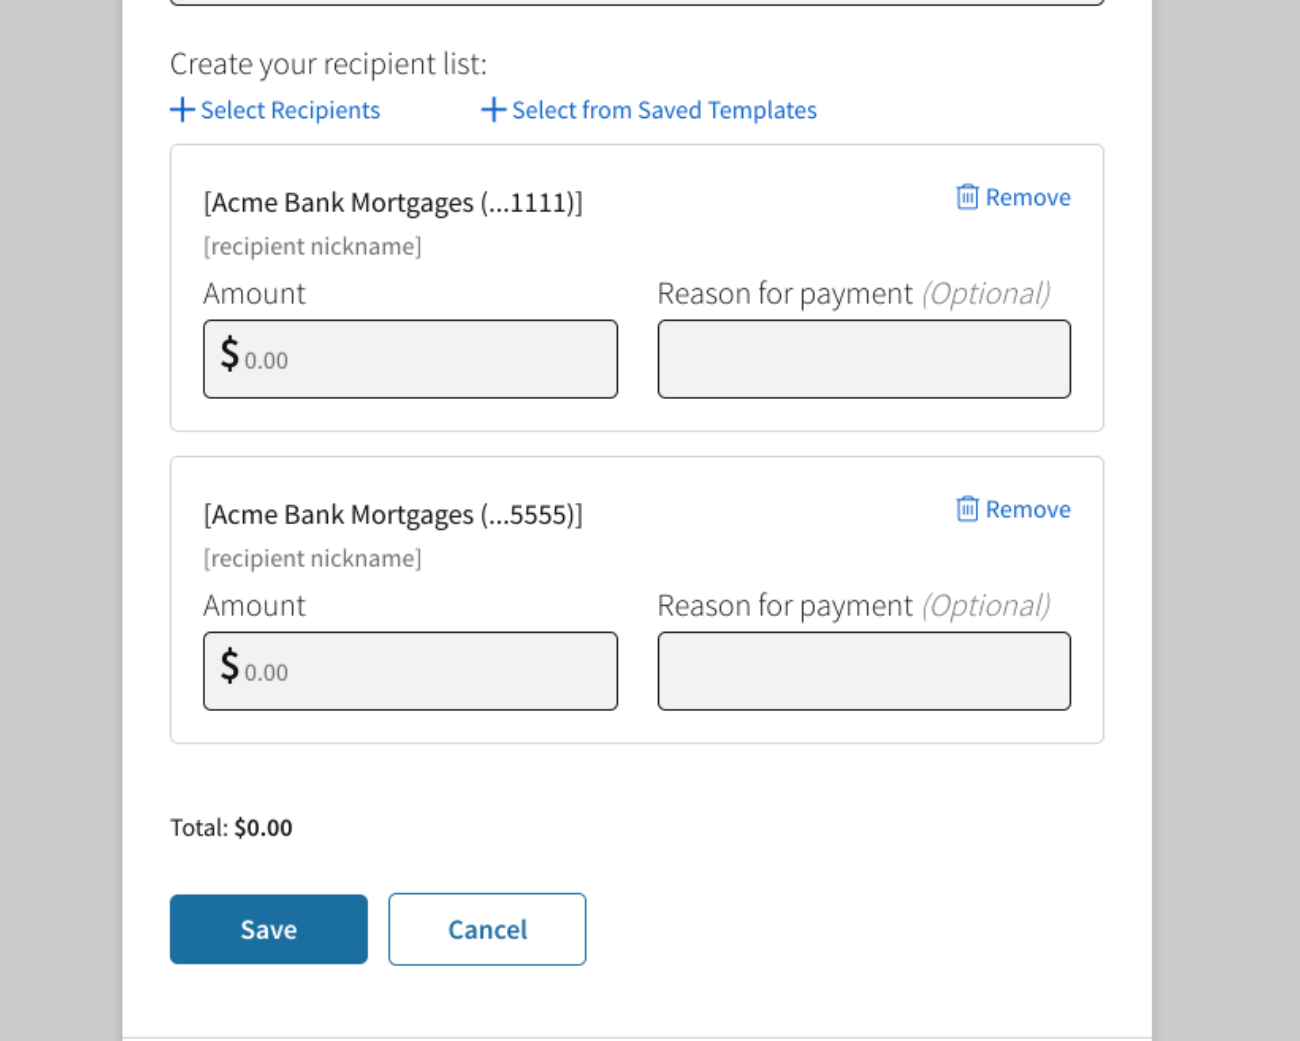 Create your recipient list:
Select Recipients
Select from Saved Templates
[Acme Bank Mortgages (...1111)]
Remove
[recipient nickname]
Amount
Reason for payment (Optional)
$ 0.00
[Acme Bank Mortgages (...5555)]
Remove
[recipient nickname]
Amount
Reason for payment (Optional)
$ 0.00
Total: $0.00
Save
Cancel